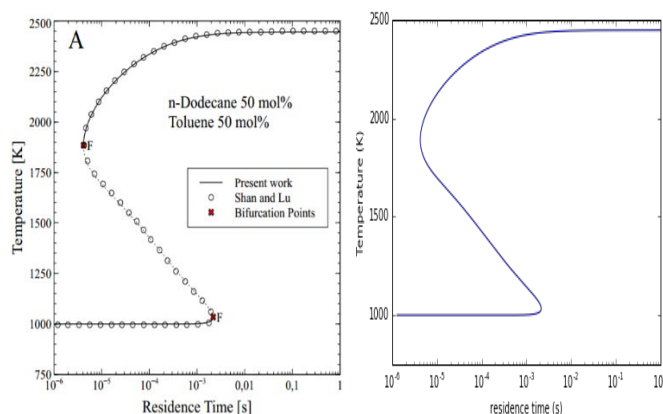 A
n-Dodecane 50 mol%
Toluene 50 mol%
F
Present work
Shan and Lu
Bifurcation Points
F
Temperature [K]
2500
2250
2000
1750
1500
1250
1000
750
10⁻⁶ 10⁻⁵ 10⁻⁴ 10⁻³ 10⁻² 0,1 1
Residence Time [s]
Temperature (K)
2500
2000
1500
1000
10⁻⁶ 10⁻⁵ 10⁻⁴ 10⁻³ 10⁻² 10⁻¹ 10⁰
residence time (s)